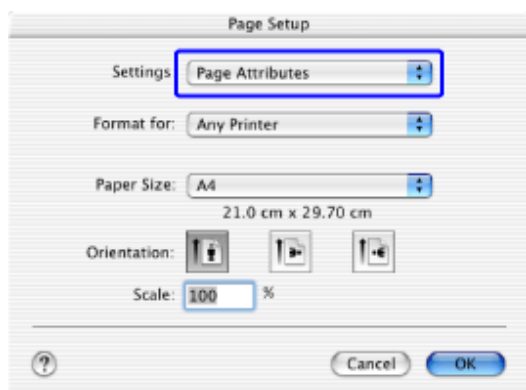 Page Setup
Settings Page Attributes
Format for: Any Printer
Paper Size: A4
21.0 cm x 29.70 cm
Orientation:
Scale: 100 %
? Cancel OK